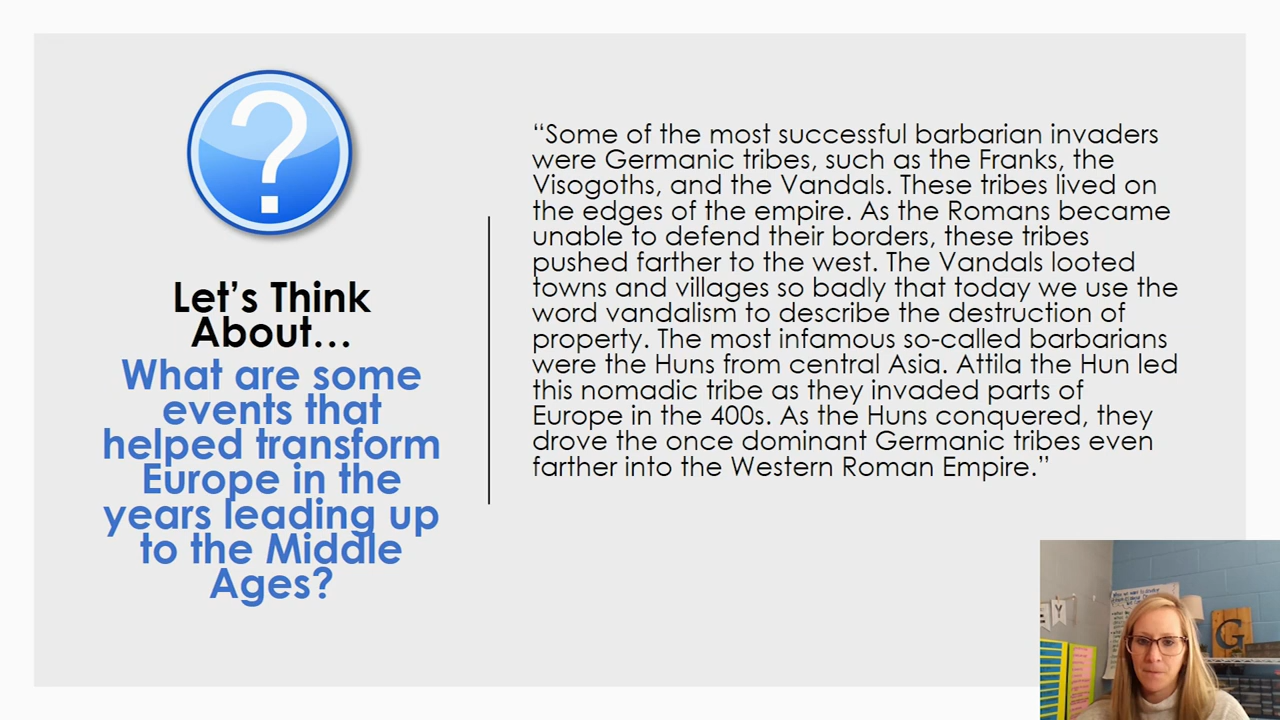 Let’s Think
About…
What are some
events that
helped transform
Europe in the
years leading up
to the Middle
Ages?
“Some of the most successful barbarian invaders
were Germanic tribes, such as the Franks, the
Visogoths, and the Vandals. These tribes lived on
the edges of the empire. As the Romans became
unable to defend their borders, these tribes
pushed farther to the west. The Vandals looted
towns and villages so badly that today we use the
word vandalism to describe the destruction of
property. The most infamous so-called barbarians
were the Huns from central Asia. Attila the Hun led
this nomadic tribe as they invaded parts of
Europe in the 400s. As the Huns conquered, they
drove the once dominant Germanic tribes even
farther into the Western Roman Empire.”
G